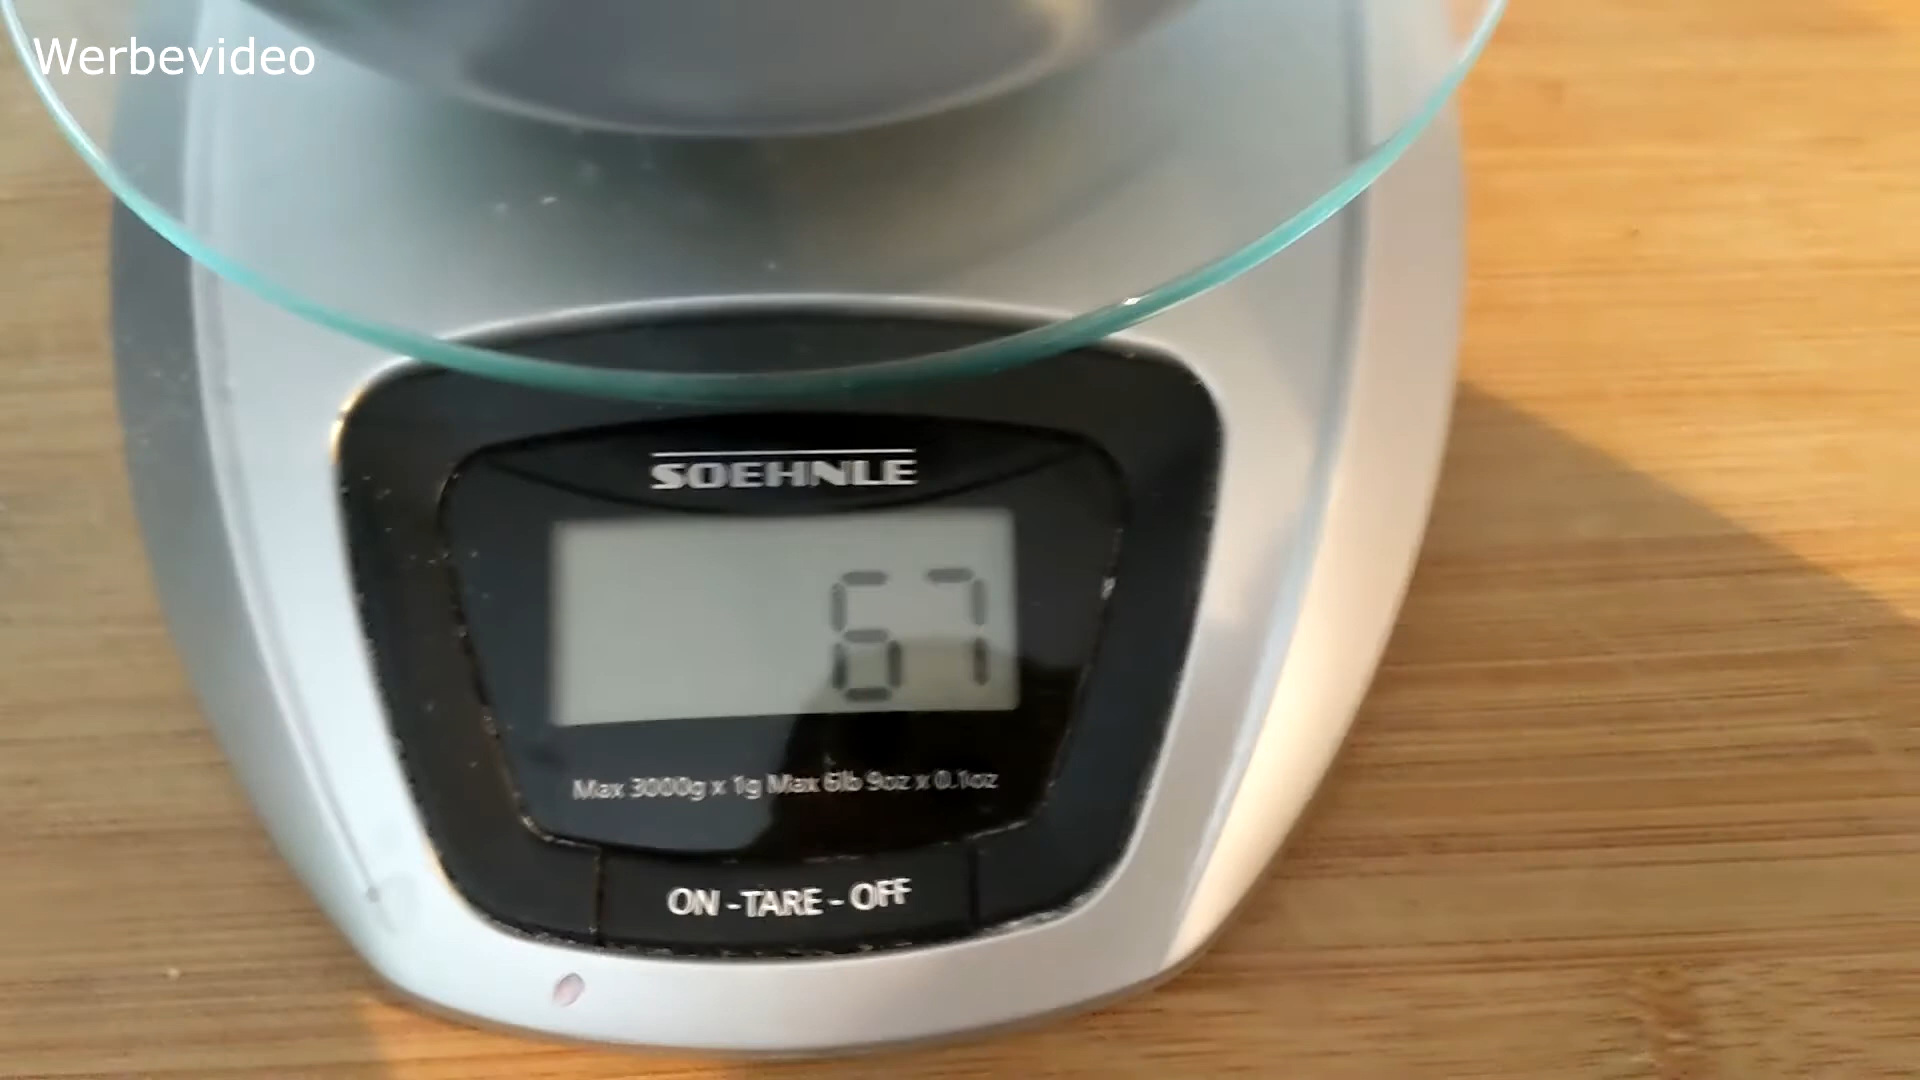 Werbevideo
SOEHNLE
67
Max 3000g x 1g Max 6lb 9oz x 0.1oz
ON - TARE - OFF